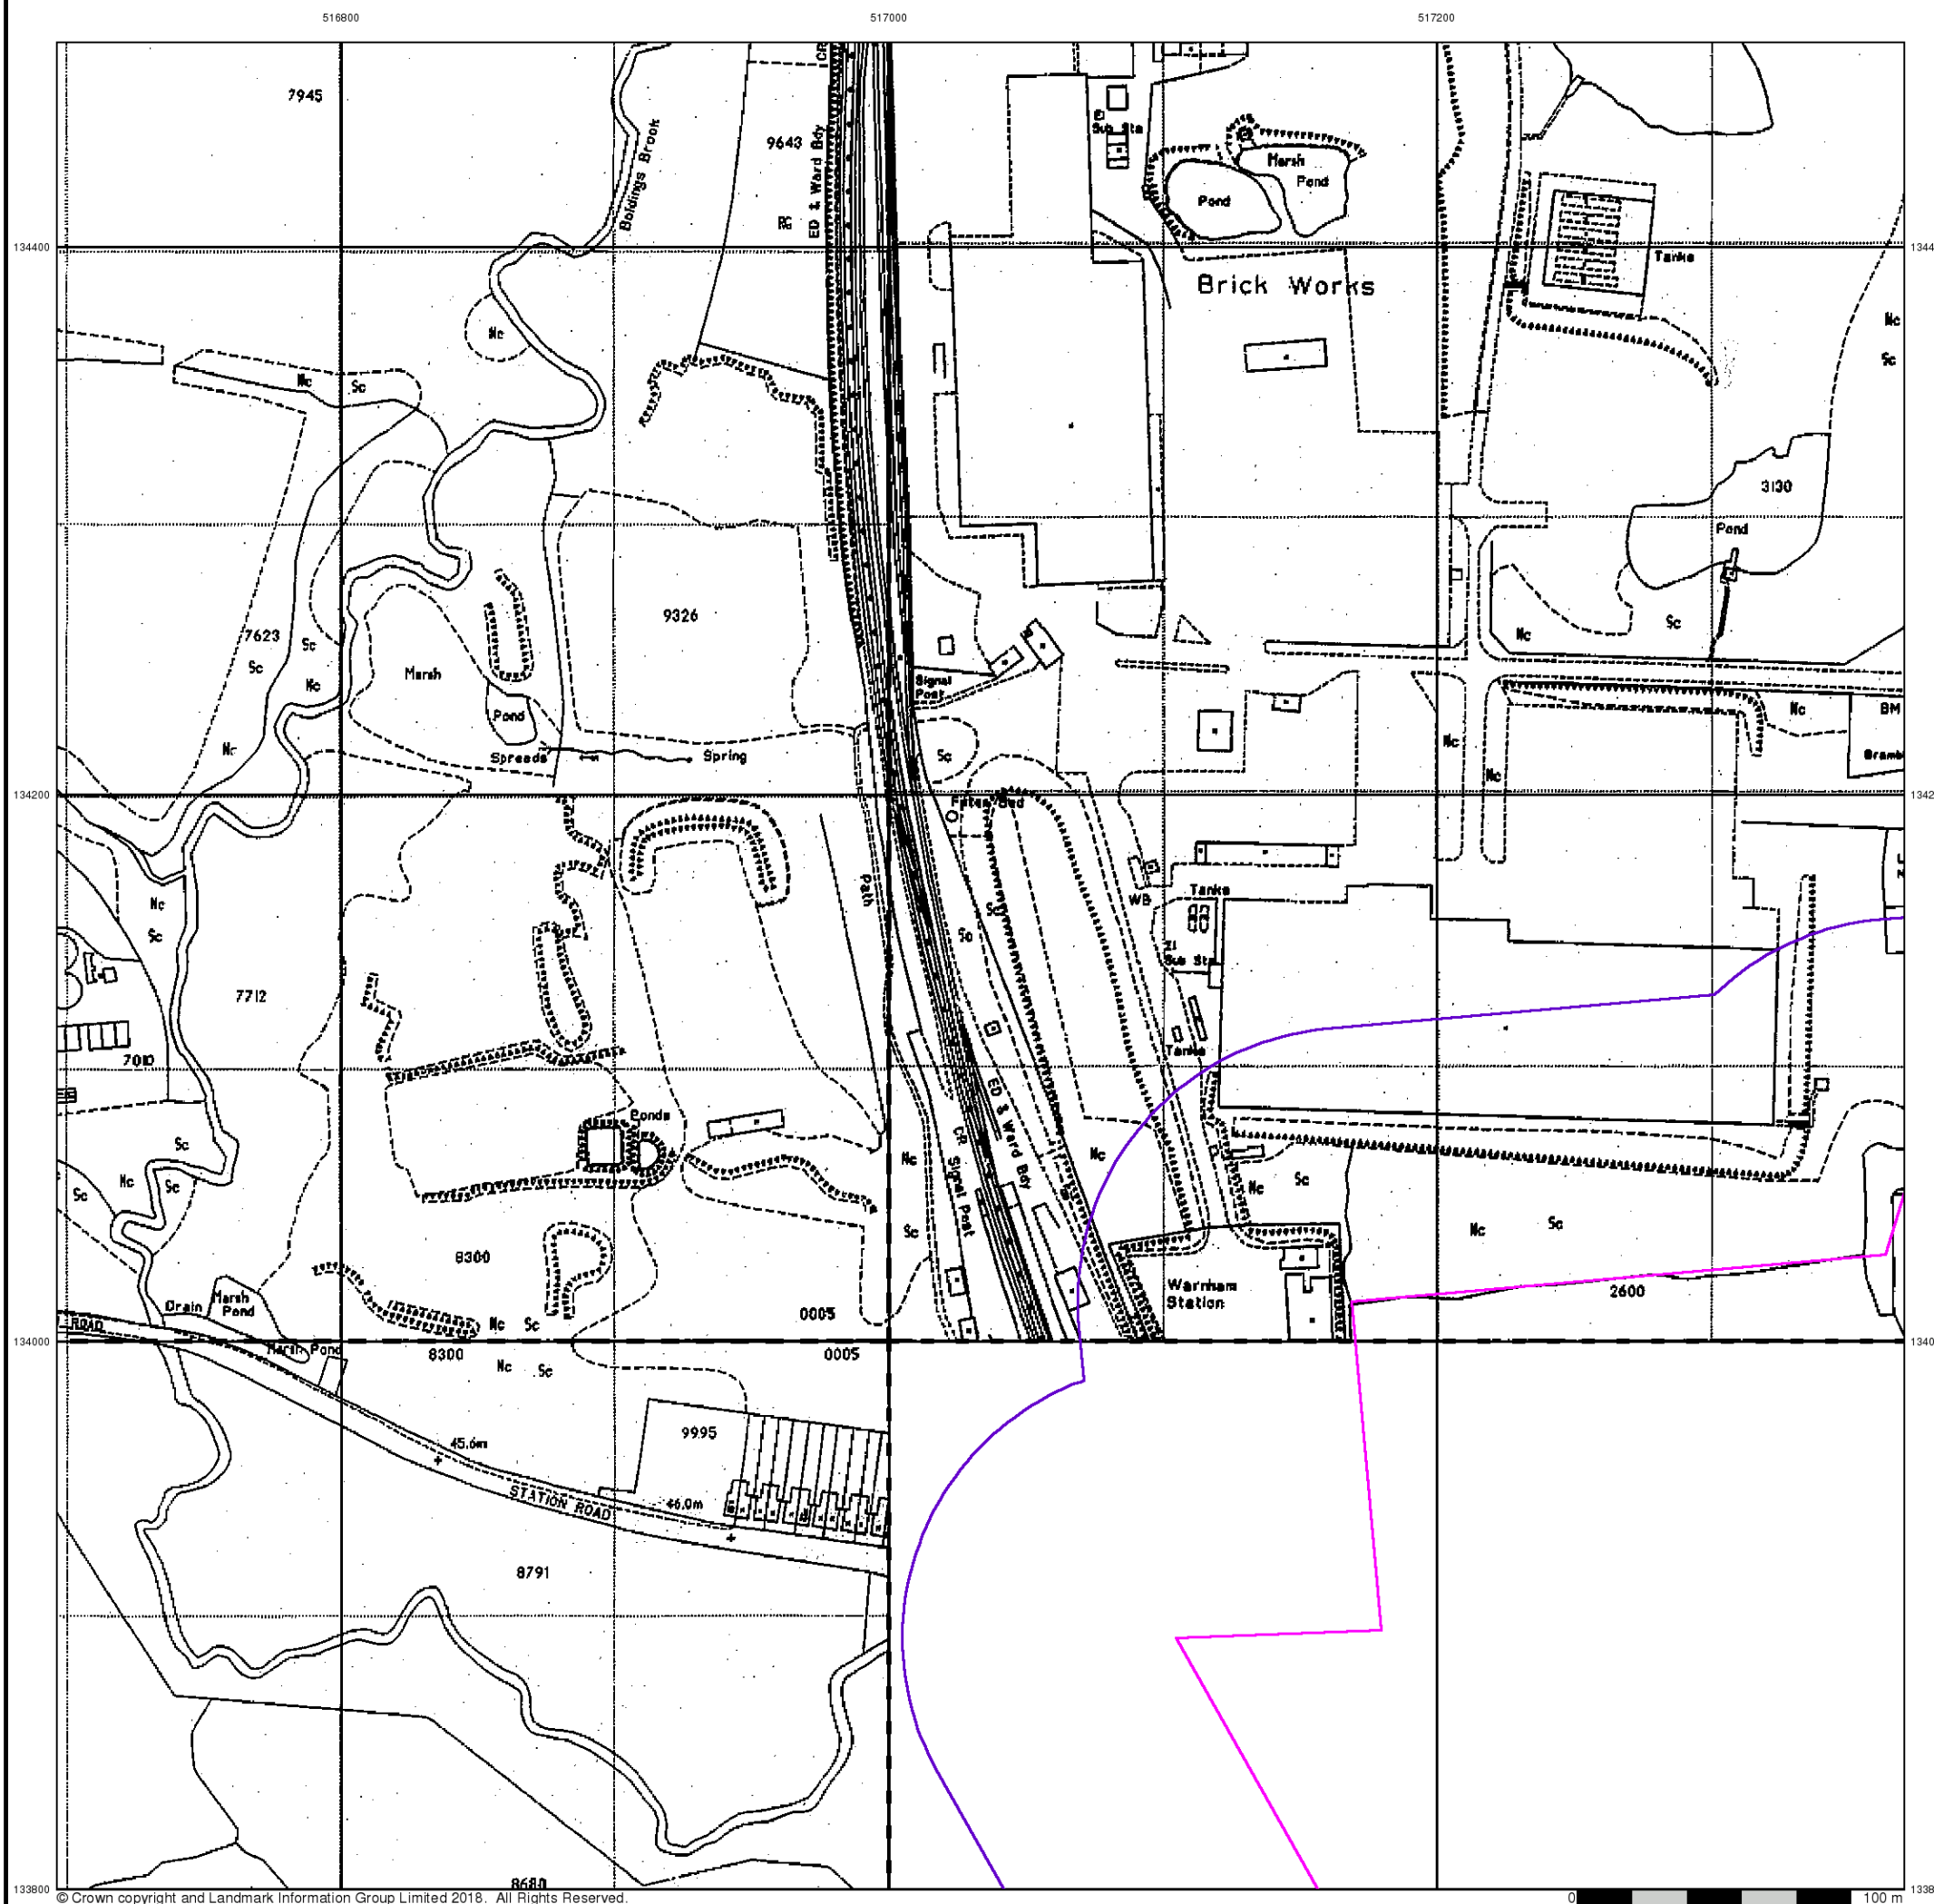 516800
517000
517200
7945
CR
Sub Sta
9643
ED & Ward Bdy
Boldings Brook
Marsh
Pond
Pond
134400
Tanks
Brick Works
Nc
Nc
Sc
Nc
Sc
3130
Pond
9326
7623
Sc
Sc
Nc
Marsh
Nc
Sc
Signal
Post
Pond
Nc
BM
Nc
Nc
Spreads
Spring
Sc
Nc
134200
Filter Bed
Path
WB
Tanks
Nc
Sc
Sc
Sc
Sub Sta
7712
7010
Tanks
Ponds
ED & Ward Bdy
CR
Signal Post
Nc
Nc
Sc
Nc
Sc
Sc
Nc
Sc
Sc
Nc
Sc
8300
Warnham
Station
2600
Drain
Marsh
Pond
0005
Nc
Sc
ROAD
134000
Marsh Pond
8300
0005
Nc
Sc
9995
45.6m
STATION ROAD
46.0m
8791
8680
133800
© Crown copyright and Landmark Information Group Limited 2018. All Rights Reserved.
0
100 m